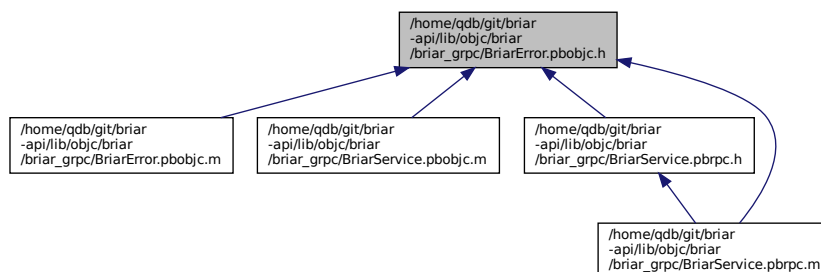 /home/qdb/git/briar
-api/lib/objc/briar
/briar_grpc/BriarError.pbobjc.h
/home/qdb/git/briar
-api/lib/objc/briar
/briar_grpc/BriarError.pbobjc.m
/home/qdb/git/briar
-api/lib/objc/briar
/briar_grpc/BriarService.pbobjc.m
/home/qdb/git/briar
-api/lib/objc/briar
/briar_grpc/BriarService.pbrpc.h
/home/qdb/git/briar
-api/lib/objc/briar
/briar_grpc/BriarService.pbrpc.m